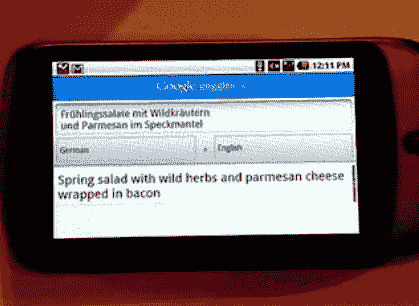 12:11 PM
Google goggles
Frühlingssalate mit Wildkräutern
und Parmesan im Speckmantel
German
English
Spring salad with wild herbs and parmesan cheese
wrapped in bacon